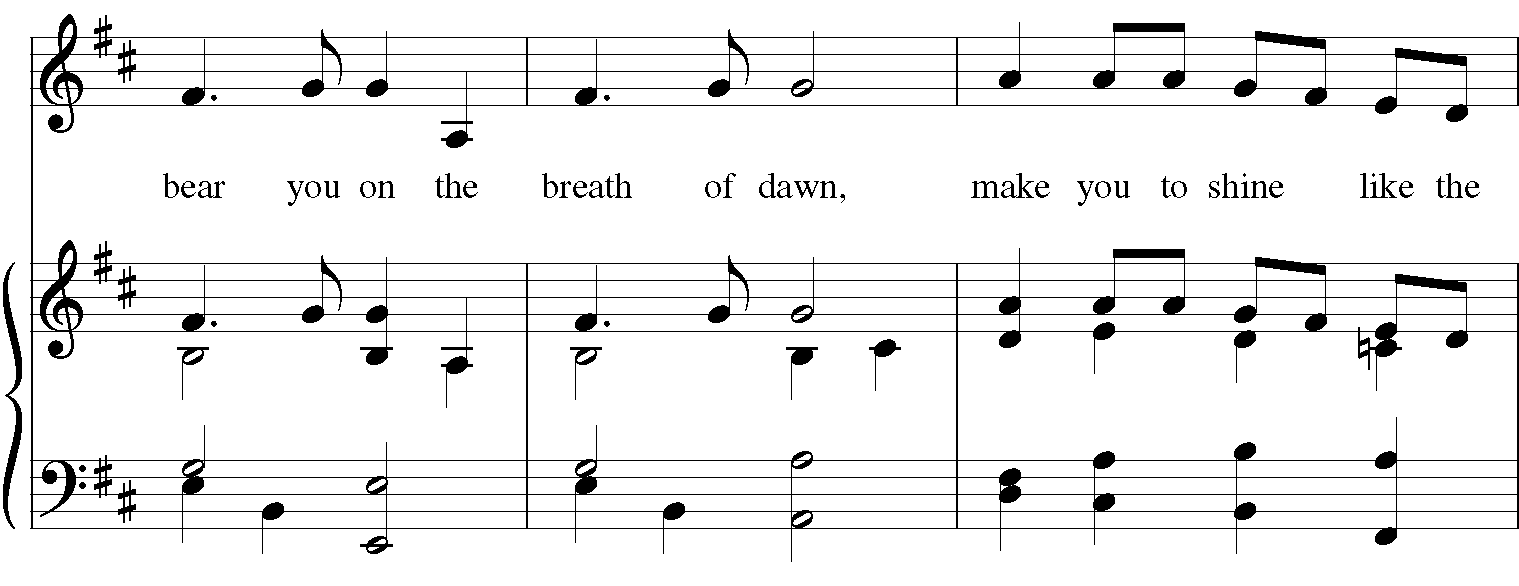 bear you on the breath of dawn, make you to shine like the